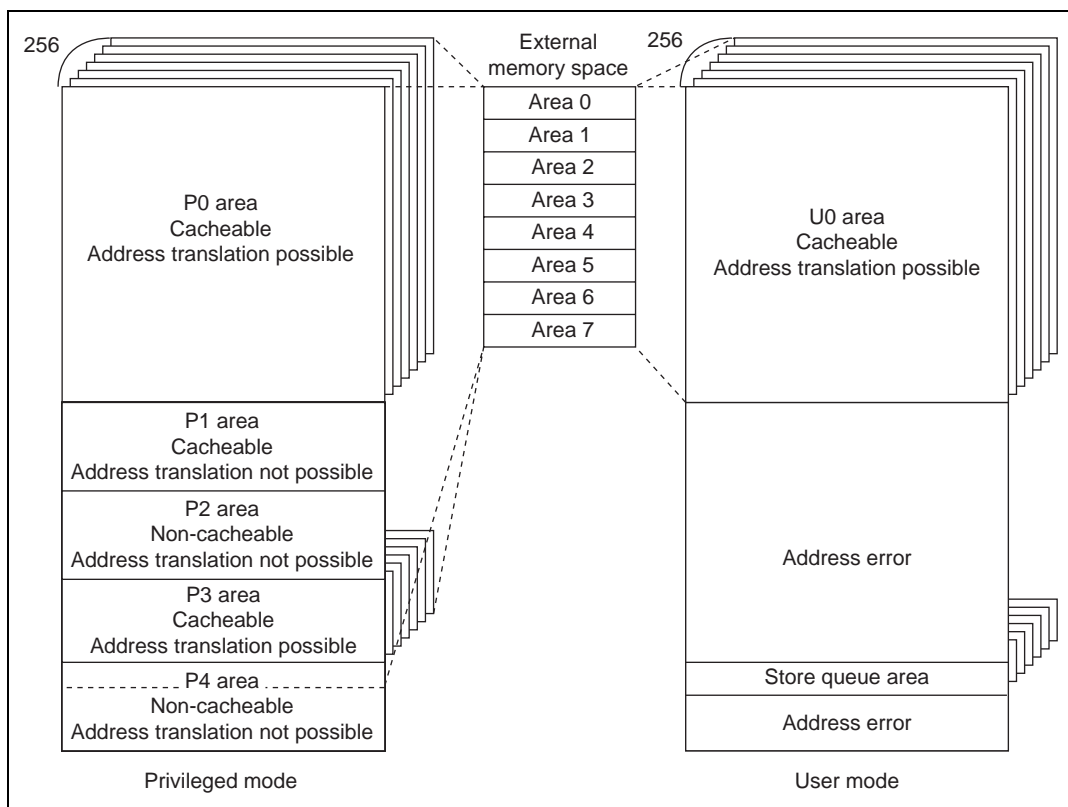 256
P0 area
Cacheable
Address translation possible
P1 area
Cacheable
Address translation not possible
P2 area
Non-cacheable
Address translation not possible
P3 area
Cacheable
Address translation possible
P4 area
Non-cacheable
Address translation not possible
Privileged mode
External
memory space
Area 0
Area 1
Area 2
Area 3
Area 4
Area 5
Area 6
Area 7
256
U0 area
Cacheable
Address translation possible
Address error
Store queue area
Address error
User mode